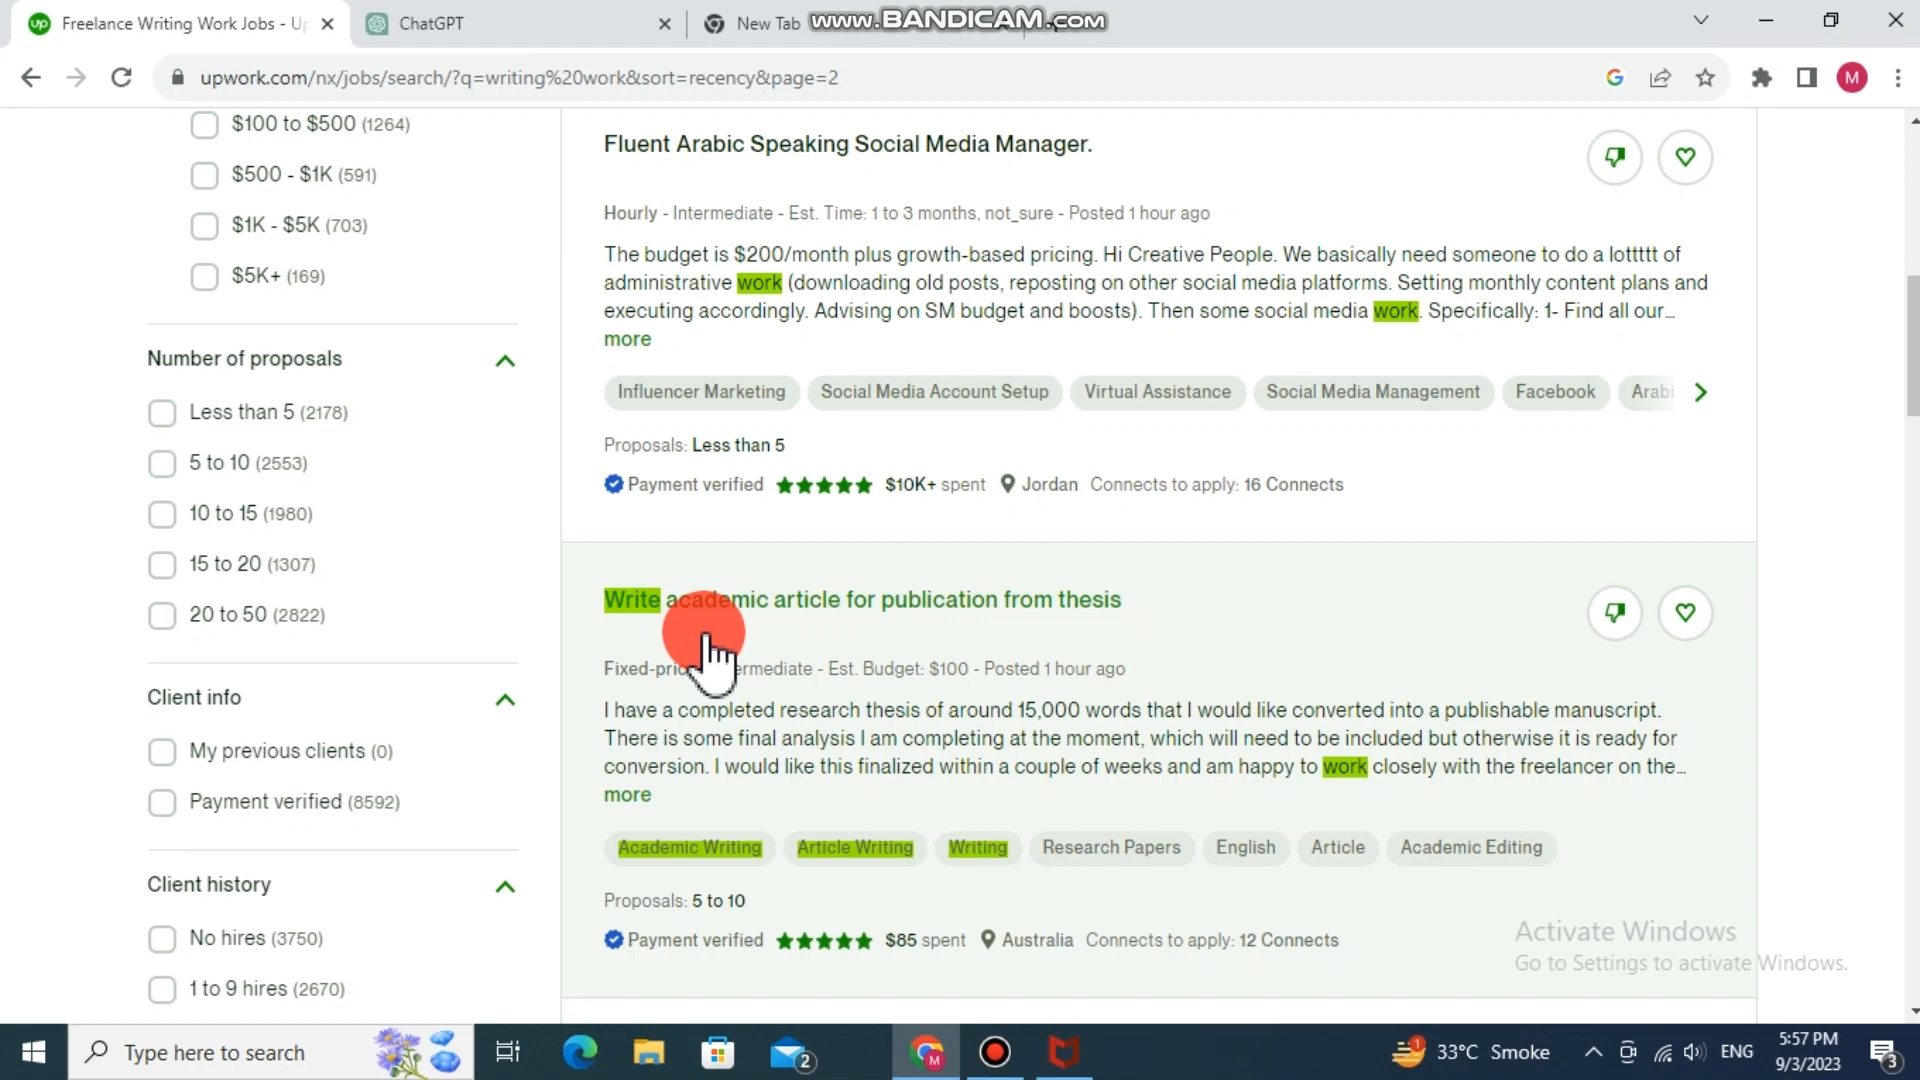 Freelance Writing Work Jobs - Up
ChatGPT
New Tab
www.BANDICAM.com
upwork.com/nx/jobs/search/?q=writing%20work&sort=recency&page=2
M
$100 to $500 (1264)
$500 - $1K (591)
$1K - $5K (703)
$5K+ (169)
Number of proposals
Less than 5 (2178)
5 to 10 (2553)
10 to 15 (1980)
15 to 20 (1307)
20 to 50 (2822)
Client info
My previous clients (0)
Payment verified (8592)
Client history
No hires (3750)
1 to 9 hires (2670)
Fluent Arabic Speaking Social Media Manager.
Hourly - Intermediate - Est. Time: 1 to 3 months, not_sure - Posted 1 hour ago
The budget is $200/month plus growth-based pricing. Hi Creative People. We basically need someone to do a lottttt of
administrative work (downloading old posts, reposting on other social media platforms. Setting monthly content plans and
executing accordingly. Advising on SM budget and boosts). Then some social media work. Specifically: 1- Find all our...
more
Influencer Marketing Social Media Account Setup Virtual Assistance Social Media Management Facebook Arabi
Proposals: Less than 5
Payment verified $10K+ spent Jordan Connects to apply: 16 Connects
Write academic article for publication from thesis
Fixed-pric ermediate - Est. Budget: $100 - Posted 1 hour ago
I have a completed research thesis of around 15,000 words that I would like converted into a publishable manuscript.
There is some final analysis I am completing at the moment, which will need to be included but otherwise it is ready for
conversion. I would like this finalized within a couple of weeks and am happy to work closely with the freelancer on the...
more
Academic Writing Article Writing Writing Research Papers English Article Academic Editing
Proposals: 5 to 10
Payment verified $85 spent Australia Connects to apply: 12 Connects
Activate Windows
Go to Settings to activate Windows.
Type here to search
2
M
1
33°C Smoke
ENG
5:57 PM
9/3/2023
3